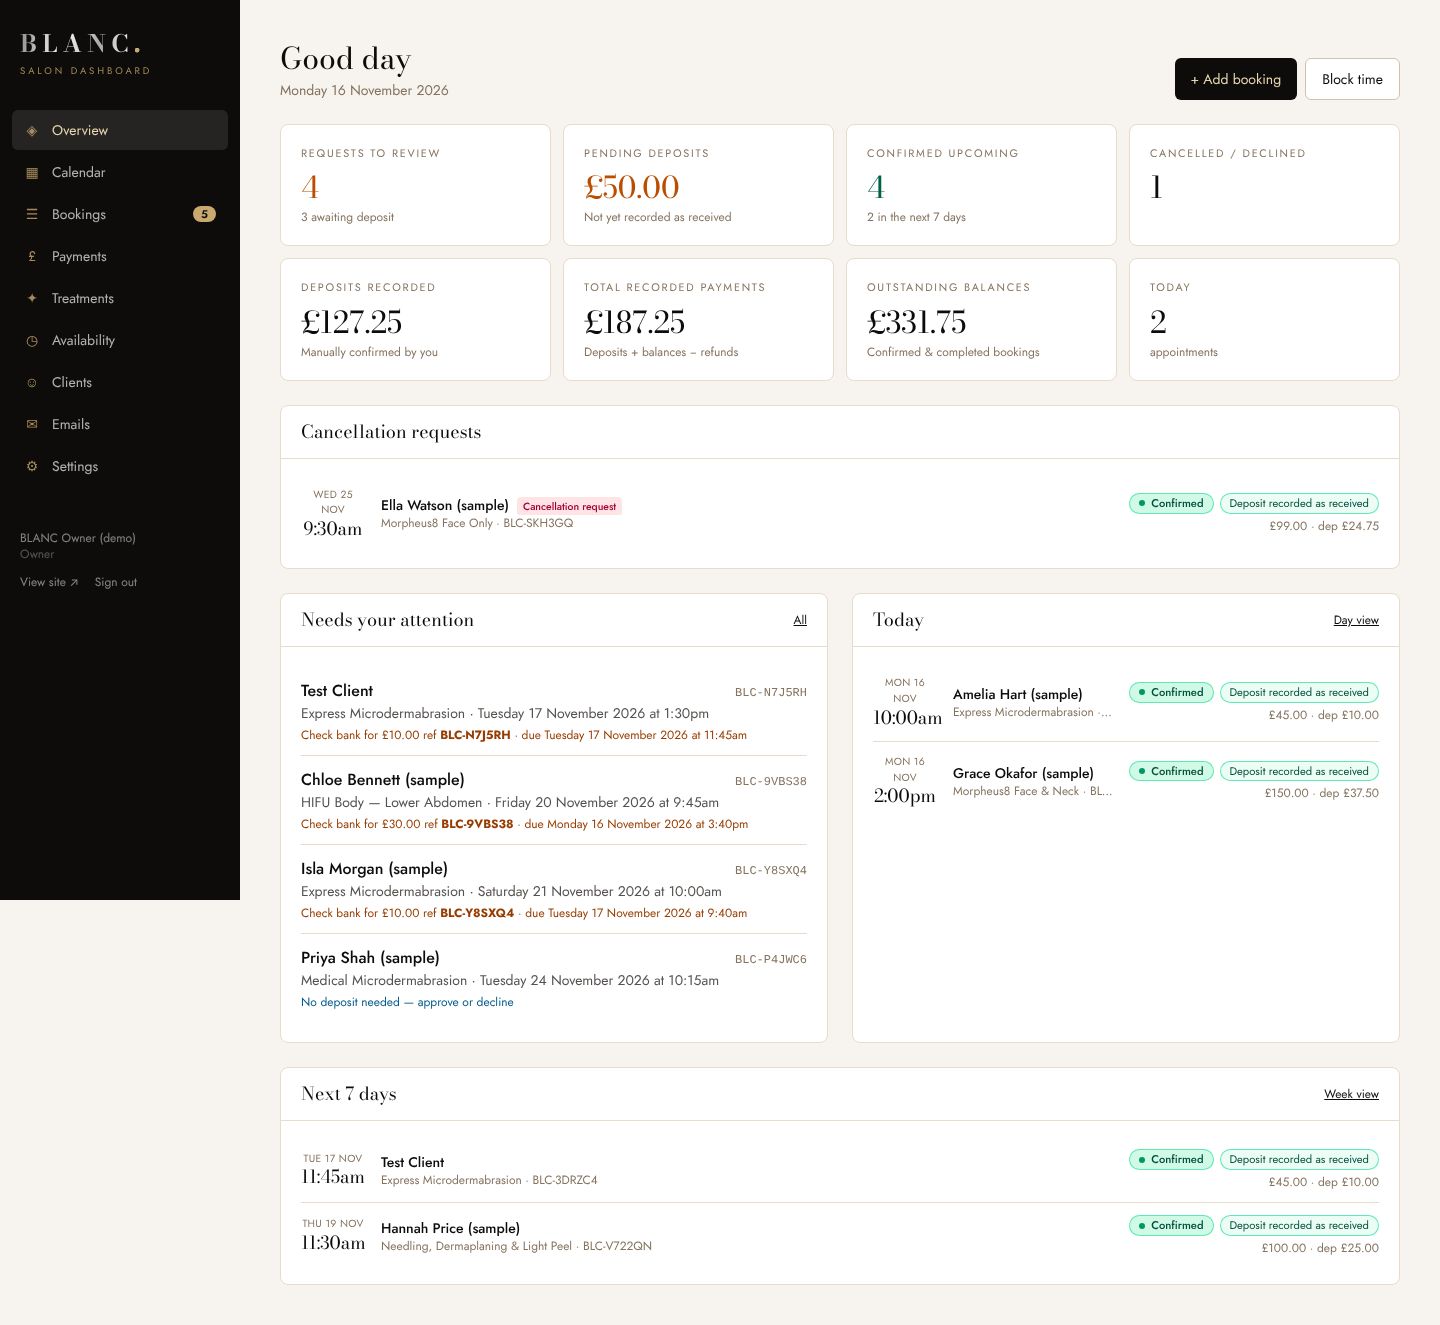 BLANC.
SALON DASHBOARD
Overview
Calendar
Bookings 5
£ Payments
Treatments
Availability
Clients
Emails
Settings
BLANC Owner (demo)
Owner
View site ↗ Sign out
Good day
Monday 16 November 2026
+ Add booking
Block time
REQUESTS TO REVIEW
4
3 awaiting deposit
PENDING DEPOSITS
£50.00
Not yet recorded as received
CONFIRMED UPCOMING
4
2 in the next 7 days
CANCELLED / DECLINED
1
DEPOSITS RECORDED
£127.25
Manually confirmed by you
TOTAL RECORDED PAYMENTS
£187.25
Deposits + balances − refunds
OUTSTANDING BALANCES
£331.75
Confirmed & completed bookings
TODAY
2
appointments
Cancellation requests
WED 25
NOV
9:30am
Ella Watson (sample) Cancellation request
Morpheus8 Face Only · BLC-SKH3GQ
Confirmed Deposit recorded as received
£99.00 · dep £24.75
Needs your attention All
Test Client BLC-N7J5RH
Express Microdermabrasion · Tuesday 17 November 2026 at 1:30pm
Check bank for £10.00 ref BLC-N7J5RH · due Tuesday 17 November 2026 at 11:45am
Chloe Bennett (sample) BLC-9VBS38
HIFU Body — Lower Abdomen · Friday 20 November 2026 at 9:45am
Check bank for £30.00 ref BLC-9VBS38 · due Monday 16 November 2026 at 3:40pm
Isla Morgan (sample) BLC-Y8SXQ4
Express Microdermabrasion · Saturday 21 November 2026 at 10:00am
Check bank for £10.00 ref BLC-Y8SXQ4 · due Tuesday 17 November 2026 at 9:40am
Priya Shah (sample) BLC-P4JWC6
Medical Microdermabrasion · Tuesday 24 November 2026 at 10:15am
No deposit needed — approve or decline
Today Day view
MON 16
NOV
10:00am
Amelia Hart (sample)
Express Microdermabrasion ·...
Confirmed Deposit recorded as received
£45.00 · dep £10.00
MON 16
NOV
2:00pm
Grace Okafor (sample)
Morpheus8 Face & Neck · BL...
Confirmed Deposit recorded as received
£150.00 · dep £37.50
Next 7 days Week view
TUE 17 NOV
11:45am
Test Client
Express Microdermabrasion · BLC-3DRZC4
Confirmed Deposit recorded as received
£45.00 · dep £10.00
THU 19 NOV
11:30am
Hannah Price (sample)
Needling, Dermaplaning & Light Peel · BLC-V722QN
Confirmed Deposit recorded as received
£100.00 · dep £25.00